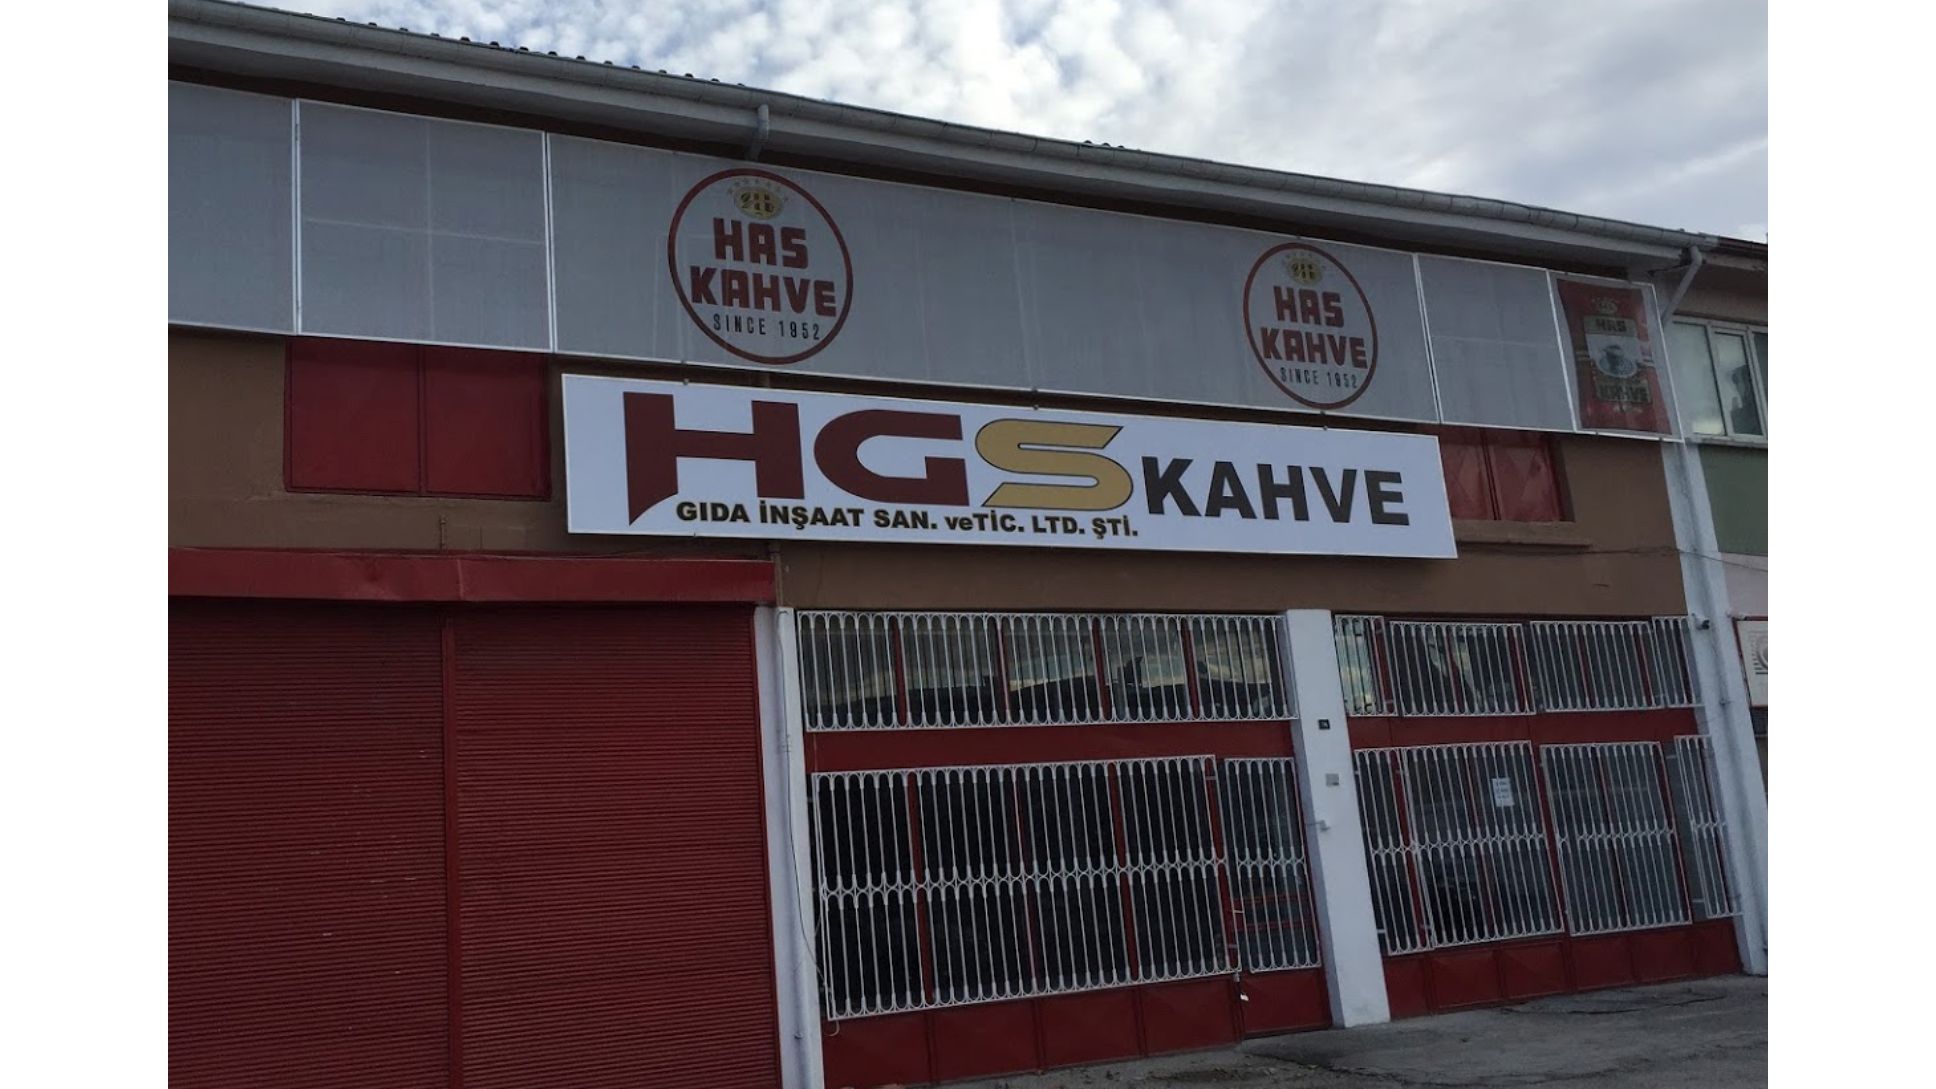 HAS
KAHVE
SINCE 1952
HAS
KAHVE
SINCE 1952
HAS
KAHVE
HGS KAHVE
GIDA İNŞAAT SAN. veTİC. LTD. ŞTİ.